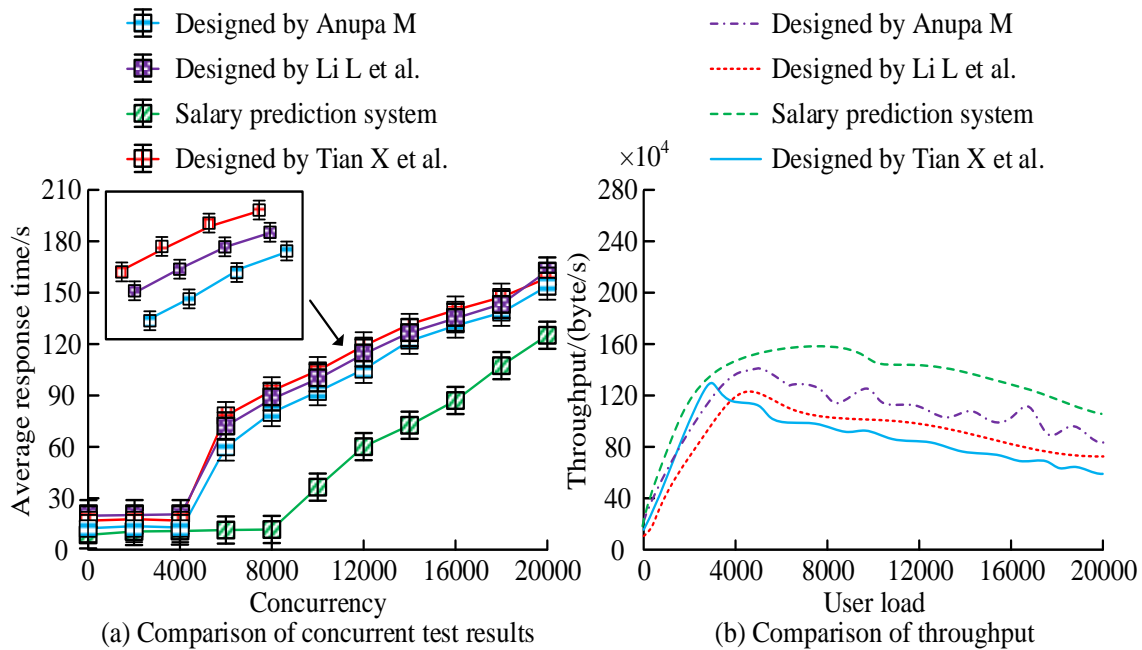 Designed by Anupa M
Designed by Li L et al.
Salary prediction system
Designed by Tian X et al.
210
180
150
120
90
60
30
0
Average response time/s
0 4000 8000 12000 16000 20000
Concurrency
(a) Comparison of concurrent test results
Designed by Anupa M
Designed by Li L et al.
Salary prediction system
Designed by Tian X et al.
×10⁴
280
240
200
160
120
80
40
0
Throughput/(byte/s)
0 4000 8000 12000 16000 20000
User load
(b) Comparison of throughput